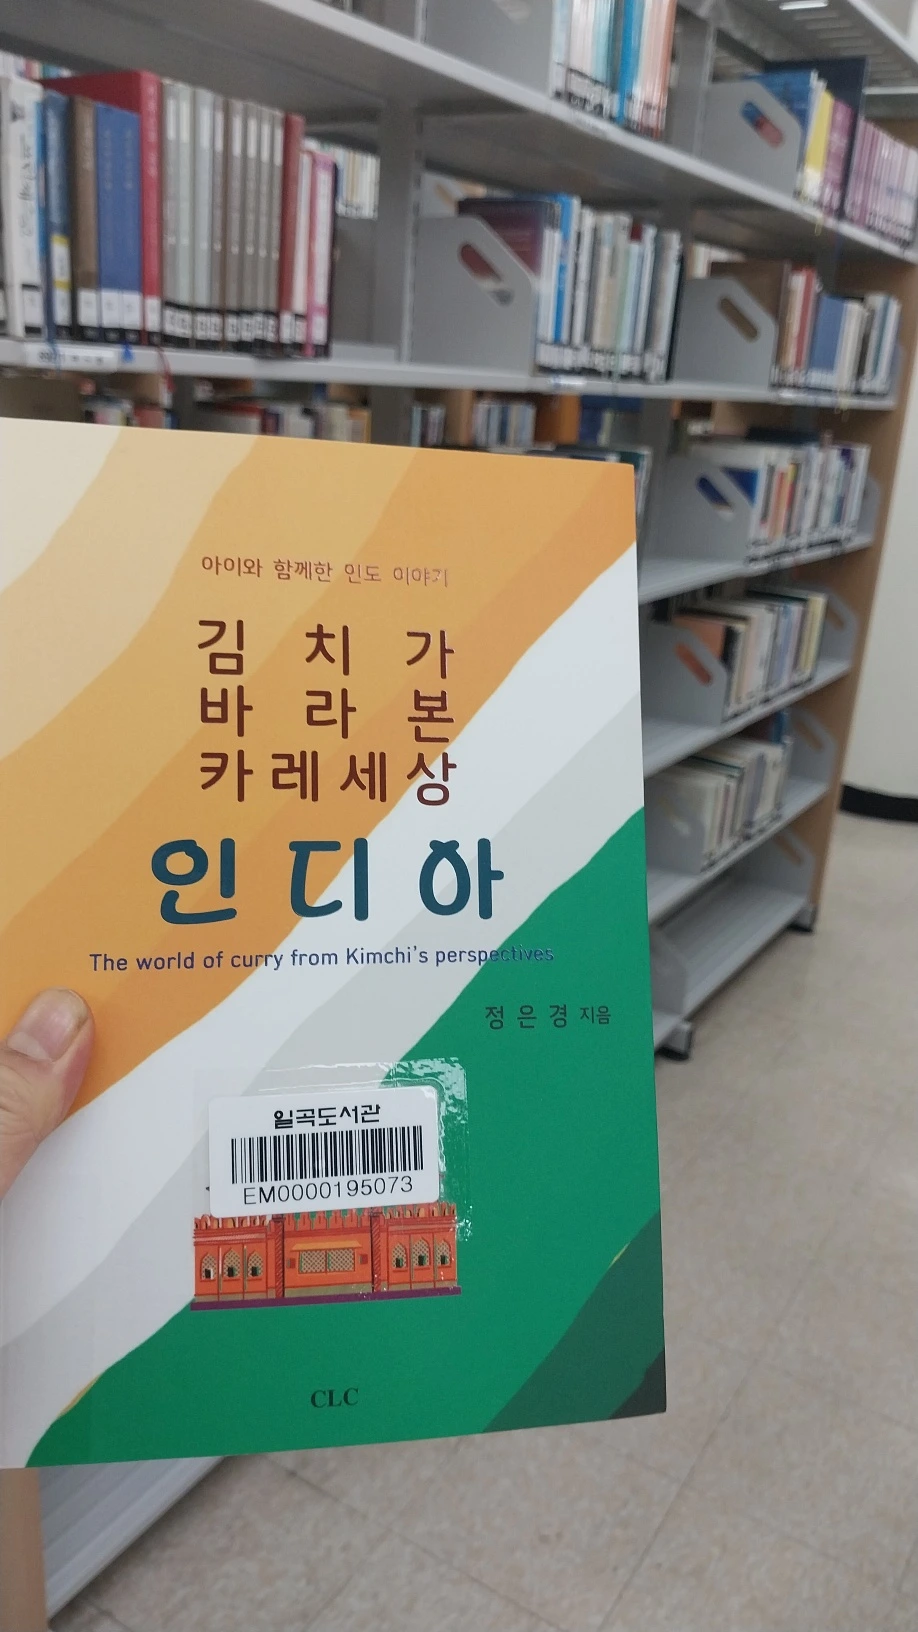 아이와 함께한 인도 이야기
김치가
바라본
카레세상
인디아
The world of curry from Kimchi's perspectives
정은경 지음
일곡도서관
EM0000195073
CLC